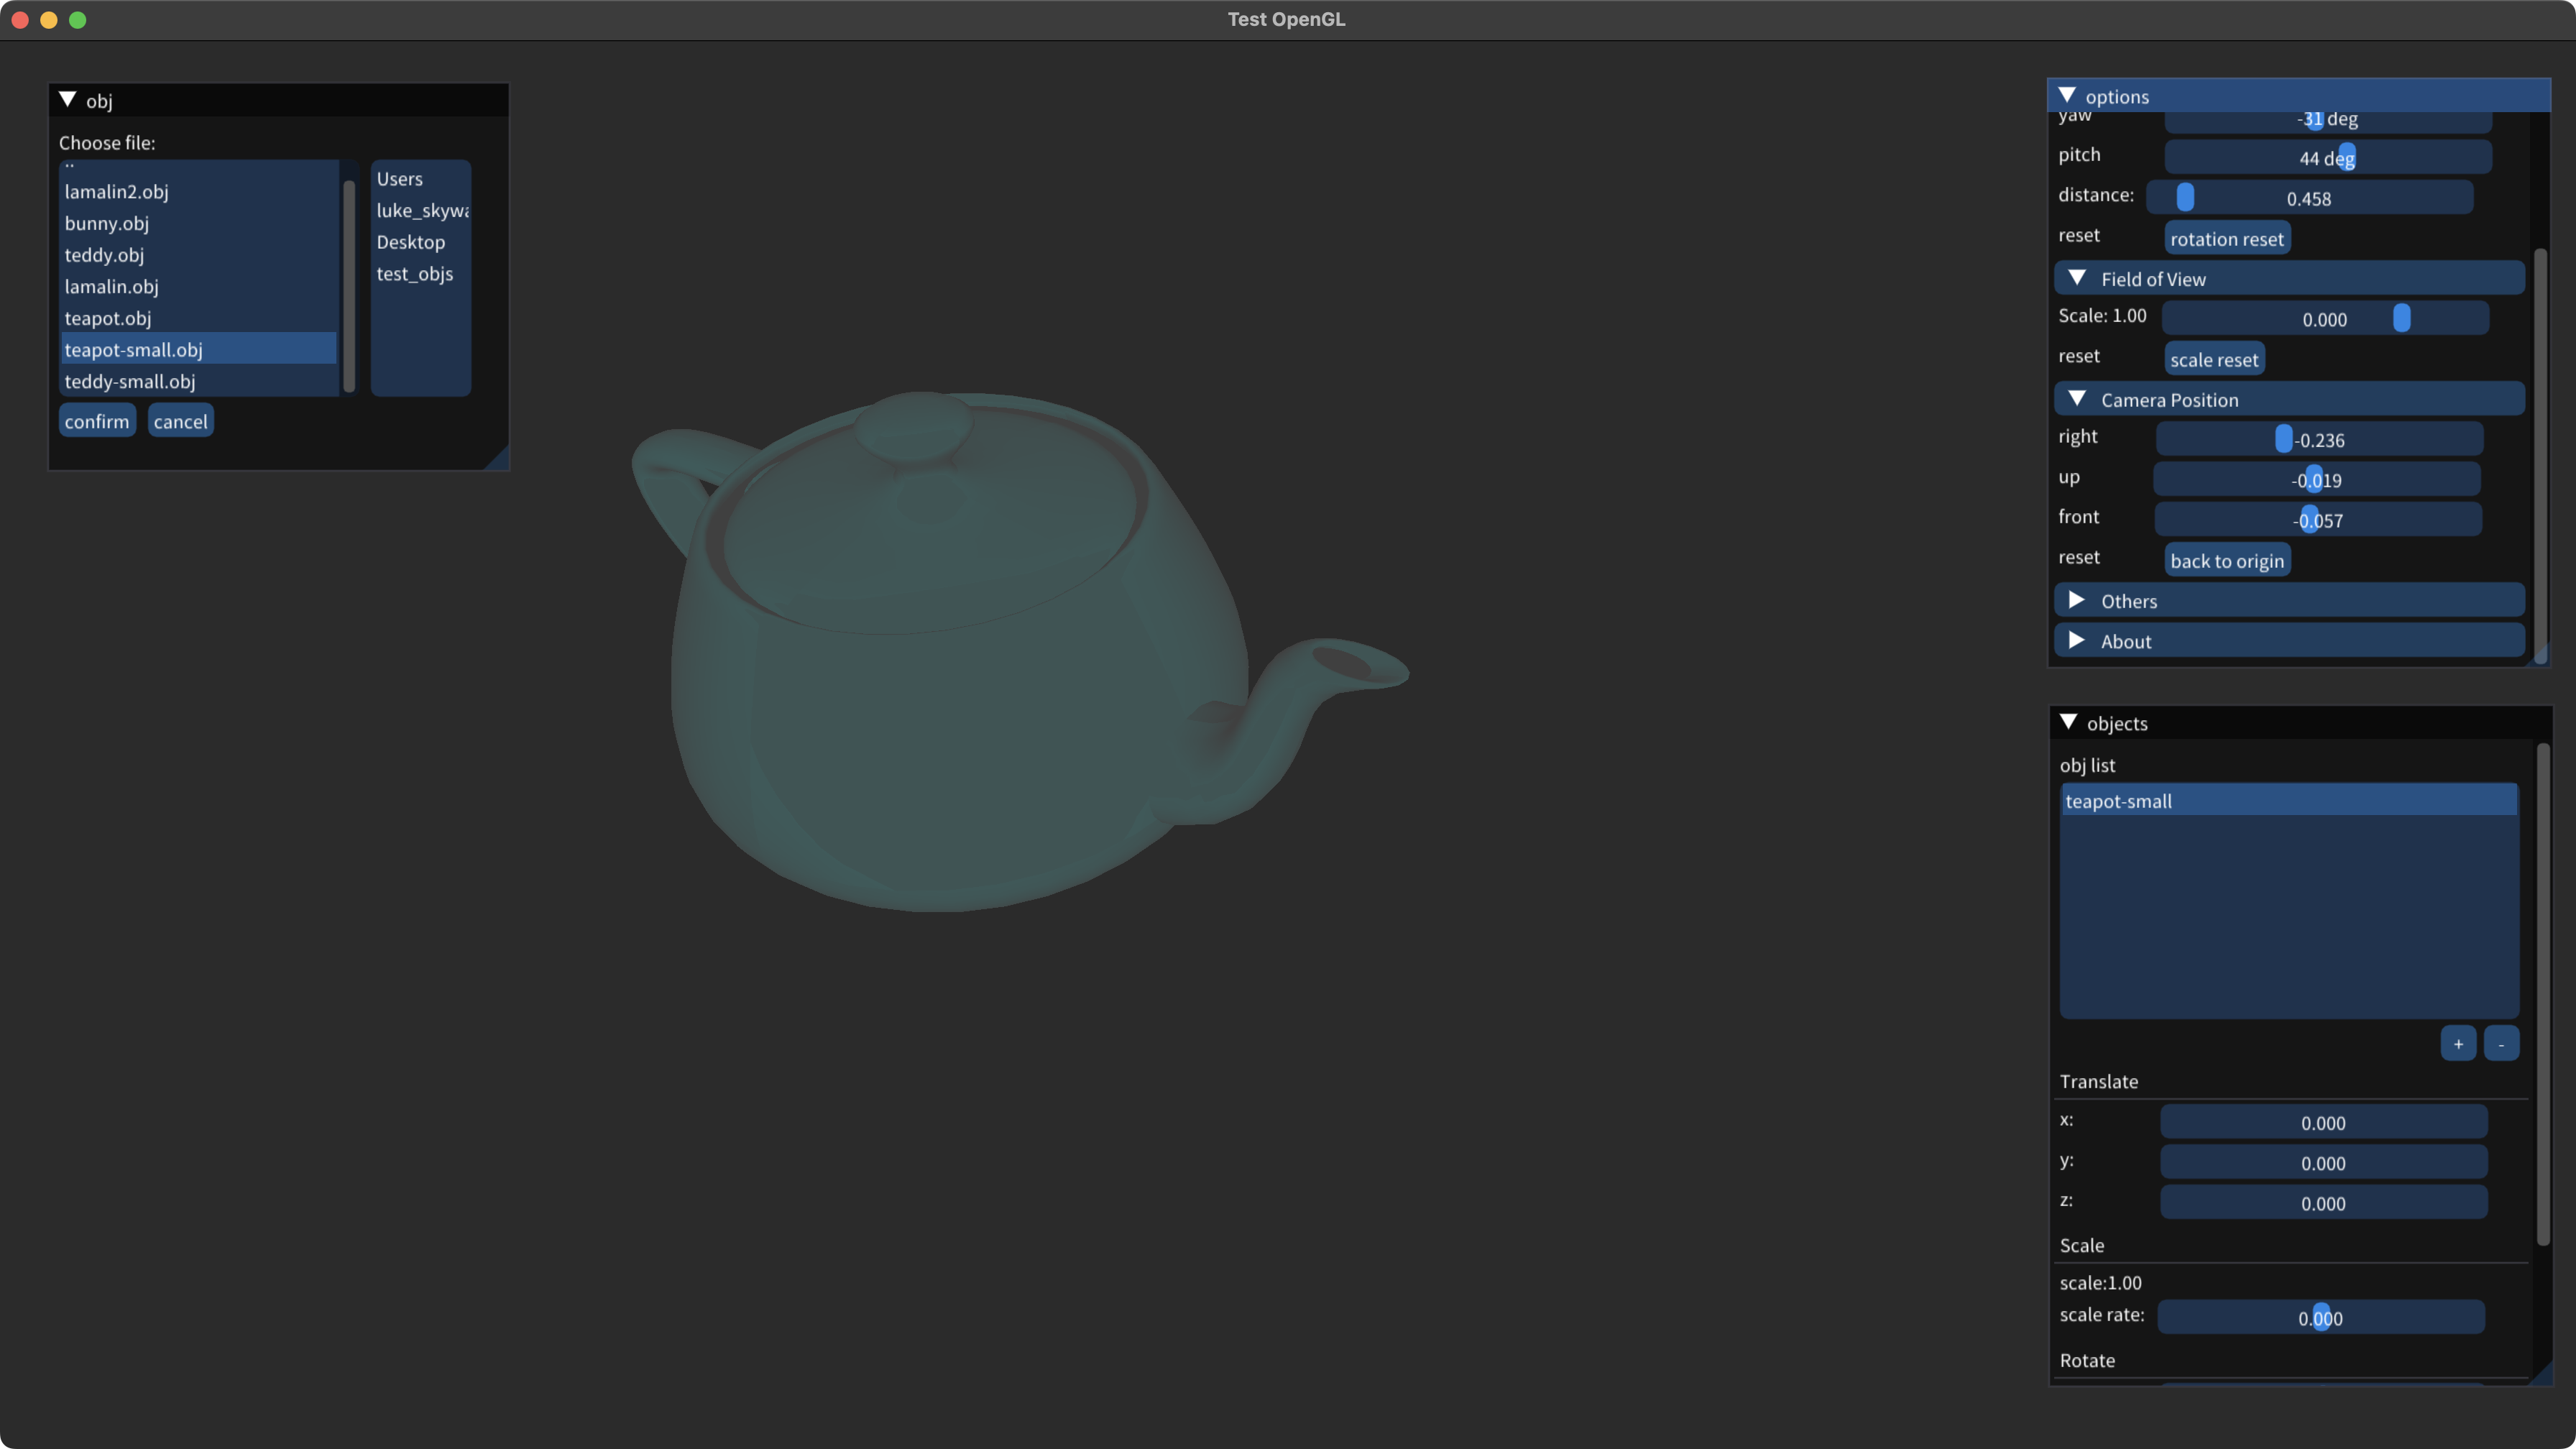 Test OpenGL
obj
Choose file:
..
lamalin2.obj
bunny.obj
teddy.obj
lamalin.obj
teapot.obj
teapot-small.obj
teddy-small.obj
Users
Desktop
test_objs
confirm cancel
options
yaw -31 deg
pitch 44 deg
distance: 0.458
reset rotation reset
Field of View
Scale: 1.00 0.000
reset scale reset
Camera Position
right -0.236
up -0.019
front -0.057
reset back to origin
Others
About
objects
obj list
teapot-small
+ -
Translate
x: 0.000
y: 0.000
z: 0.000
Scale
scale:1.00
scale rate: 0.000
Rotate